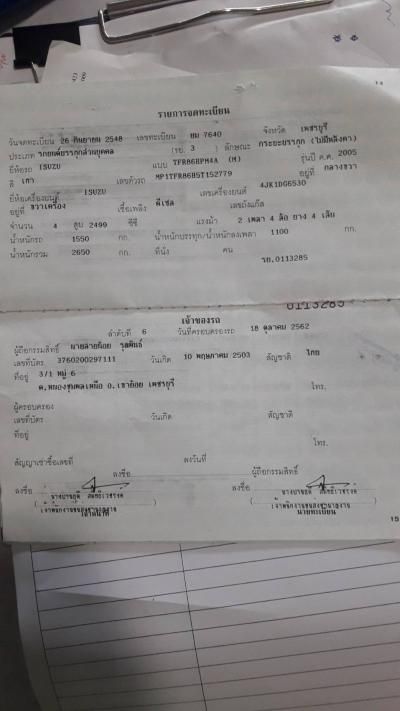 รายการจดทะเบียน
วันจดทะเบียน 26 กันยายน 2548 เลขทะเบียน ยม 7640 จังหวัด เพชรบุรี
ประเภท รถยนต์บรรทุกส่วนบุคคล (รย. 3 ) ลักษณะ กระบะบรรทุก (ไม่มีหลังคา)
ยี่ห้อรถ ISUZU แบบ TFR86HPM4A (M) รุ่นปี ค.ศ. 2005
สี เทา เลขตัวรถ MP1TFR86B5T152779 อยู่ที่ กลางขวา
ยี่ห้อเครื่องยนต์ ISUZU เลขเครื่องยนต์ 4JK1DG6530
อยู่ที่ ขวาเครื่อง เชื้อเพลิง ดีเซล เลขถังแก๊ส
จำนวน 4 สูบ 2499 ซีซี แรงม้า 2 เพลา 4 ล้อ ยาง 4 เส้น
น้ำหนักรถ 1550 กก. น้ำหนักบรรทุก/น้ำหนักลงเพลา 1100 กก.
น้ำหนักรวม 2650 กก. ที่นั่ง คน
รย.0113285
0113285
เจ้าของรถ
ลำดับที่ 6 วันที่ครอบครองรถ 18 ตุลาคม 2562
ผู้ถือกรรมสิทธิ์
เลขที่บัตร 3760200297111 วันเกิด 10 พฤษภาคม 2503 สัญชาติ ไทย
ที่อยู่ 3/1 หมู่ 6
ต.หนองชุมพลเหนือ อ.เขาย้อย เพชรบุรี โทร.
ผู้ครอบครอง
เลขที่บัตร วันเกิด สัญชาติ
ที่อยู่
โทร.
สัญญาเช่าซื้อเลขที่ ลงวันที่ ผู้ถือกรรมสิทธิ์
ลงชื่อ ลงชื่อ
นายทะเบียน
15